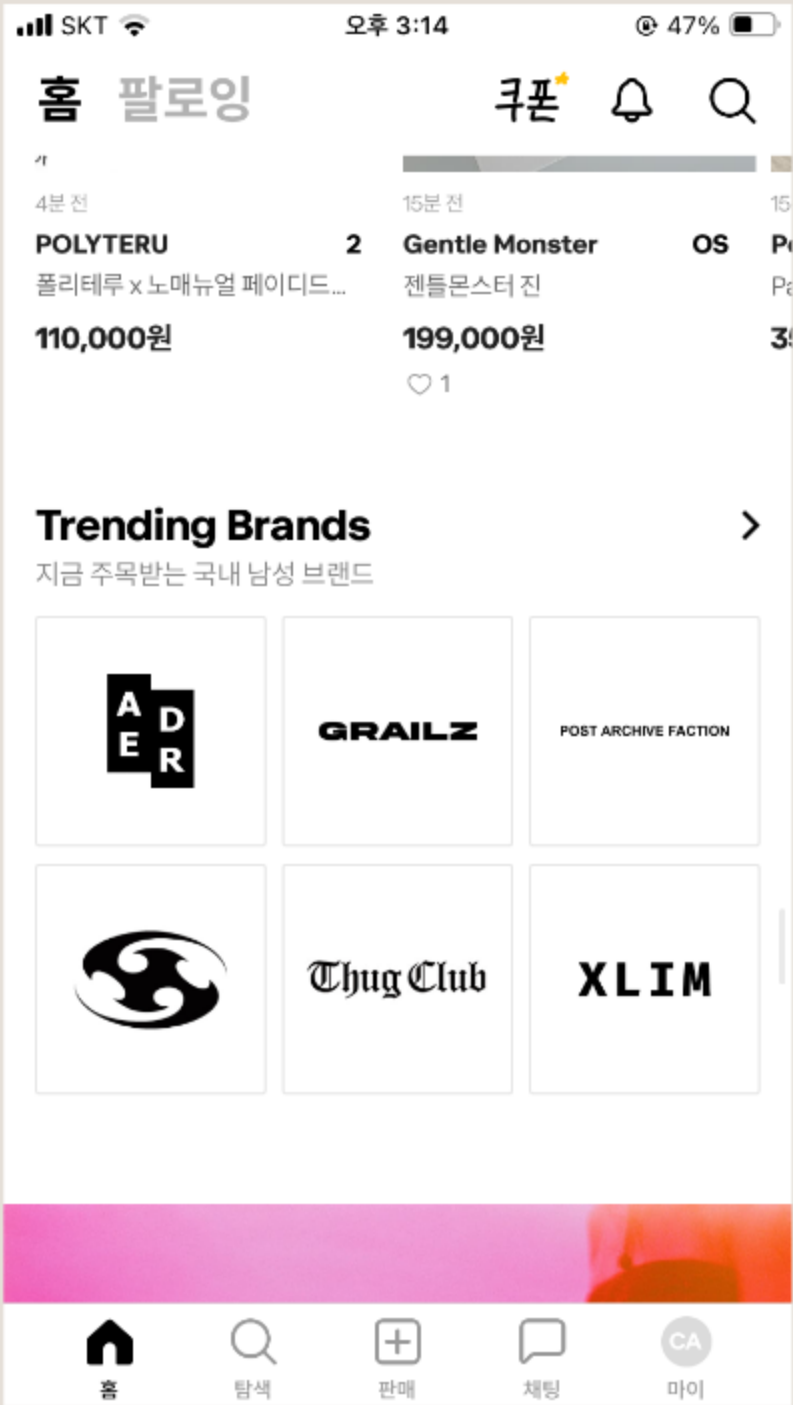 SKT 오후 3:14 47%
홈 팔로잉 쿠폰
4분 전 15분 전 15
POLYTERU 2 Gentle Monster OS
폴리테루 x 노매뉴얼 페이디드... 젠틀몬스터 진 Pa
110,000원 199,000원
1
Trending Brands
지금 주목받는 국내 남성 브랜드
ADER GRAILZ POST ARCHIVE FACTION
Thug Club XLIM
CA
홈 탐색 판매 채팅 마이